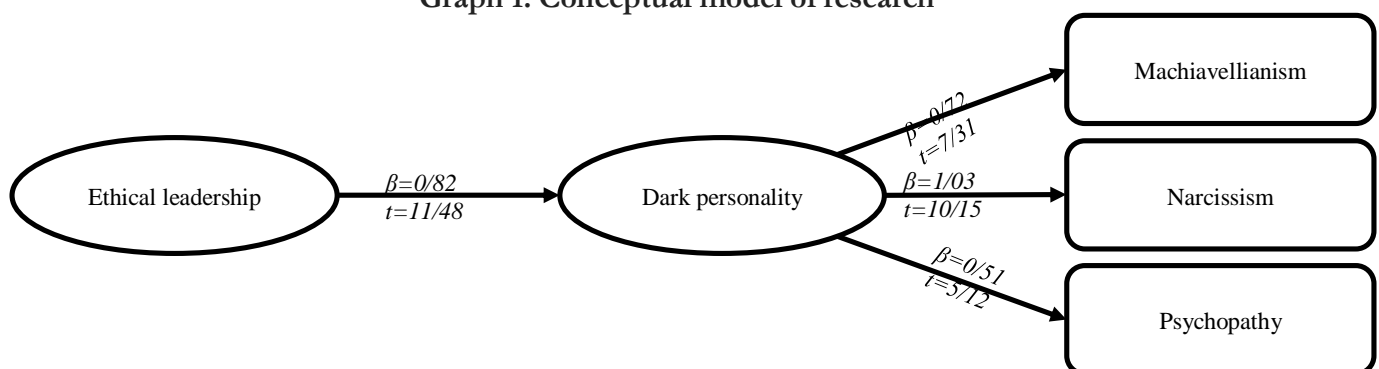 Graph 1. Conceptual model of research
Machiavellianism
β=0/72
t=7/31
Ethical leadership
β=0/82
t=11/48
Dark personality
β=1/03
t=10/15
Narcissism
β=0/51
t=5/12
Psychopathy